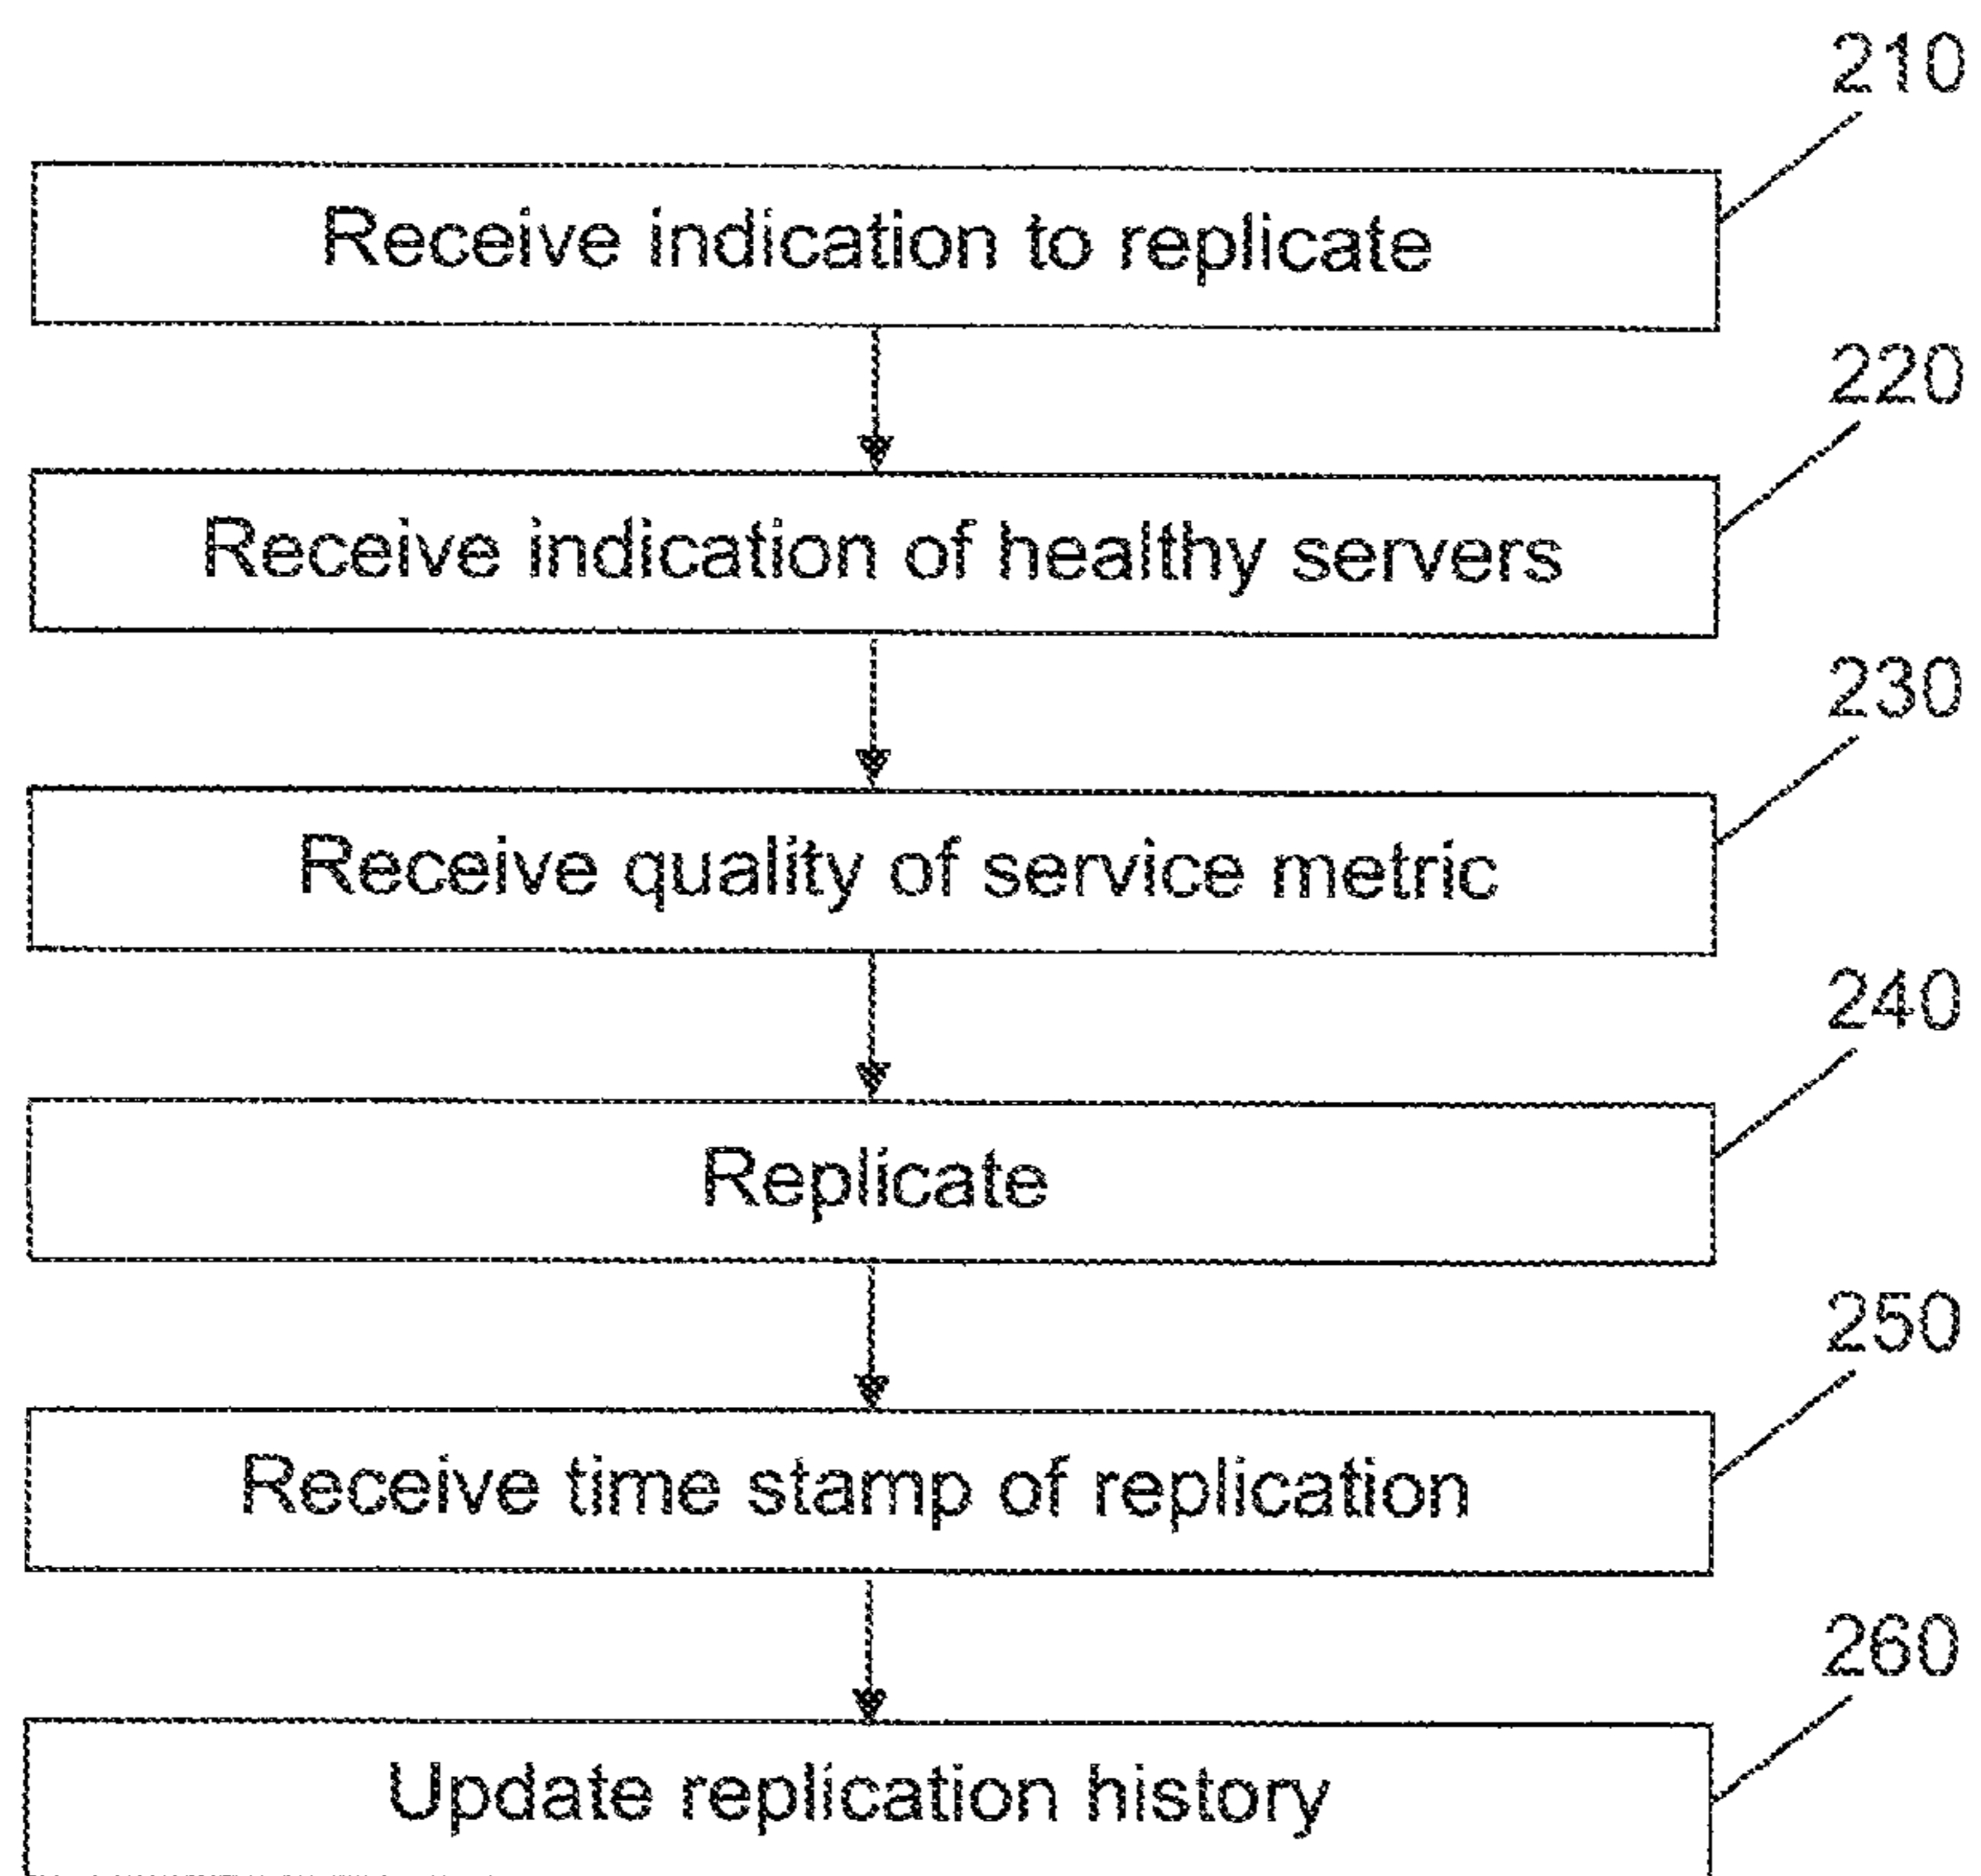 210
Receive indication to replicate
220
Receive indication of healthy servers
230
Receive quality of service metric
240
Replicate
250
Receive time stamp of replication
260
Update replication history